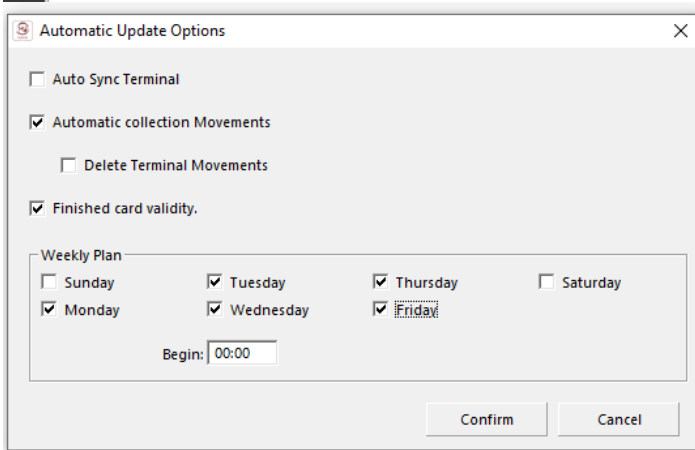 Automatic Update Options
Auto Sync Terminal
Automatic collection Movements
Delete Terminal Movements
Finished card validity.
Weekly Plan
Sunday Tuesday Thursday Saturday
Monday Wednesday Friday
Begin: 00:00
Confirm Cancel